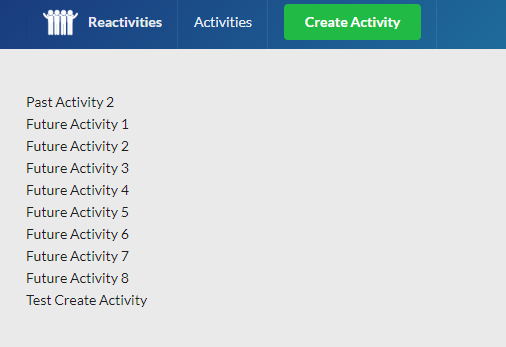 Reactivities Activities Create Activity
Past Activity 2
Future Activity 1
Future Activity 2
Future Activity 3
Future Activity 4
Future Activity 5
Future Activity 6
Future Activity 7
Future Activity 8
Test Create Activity